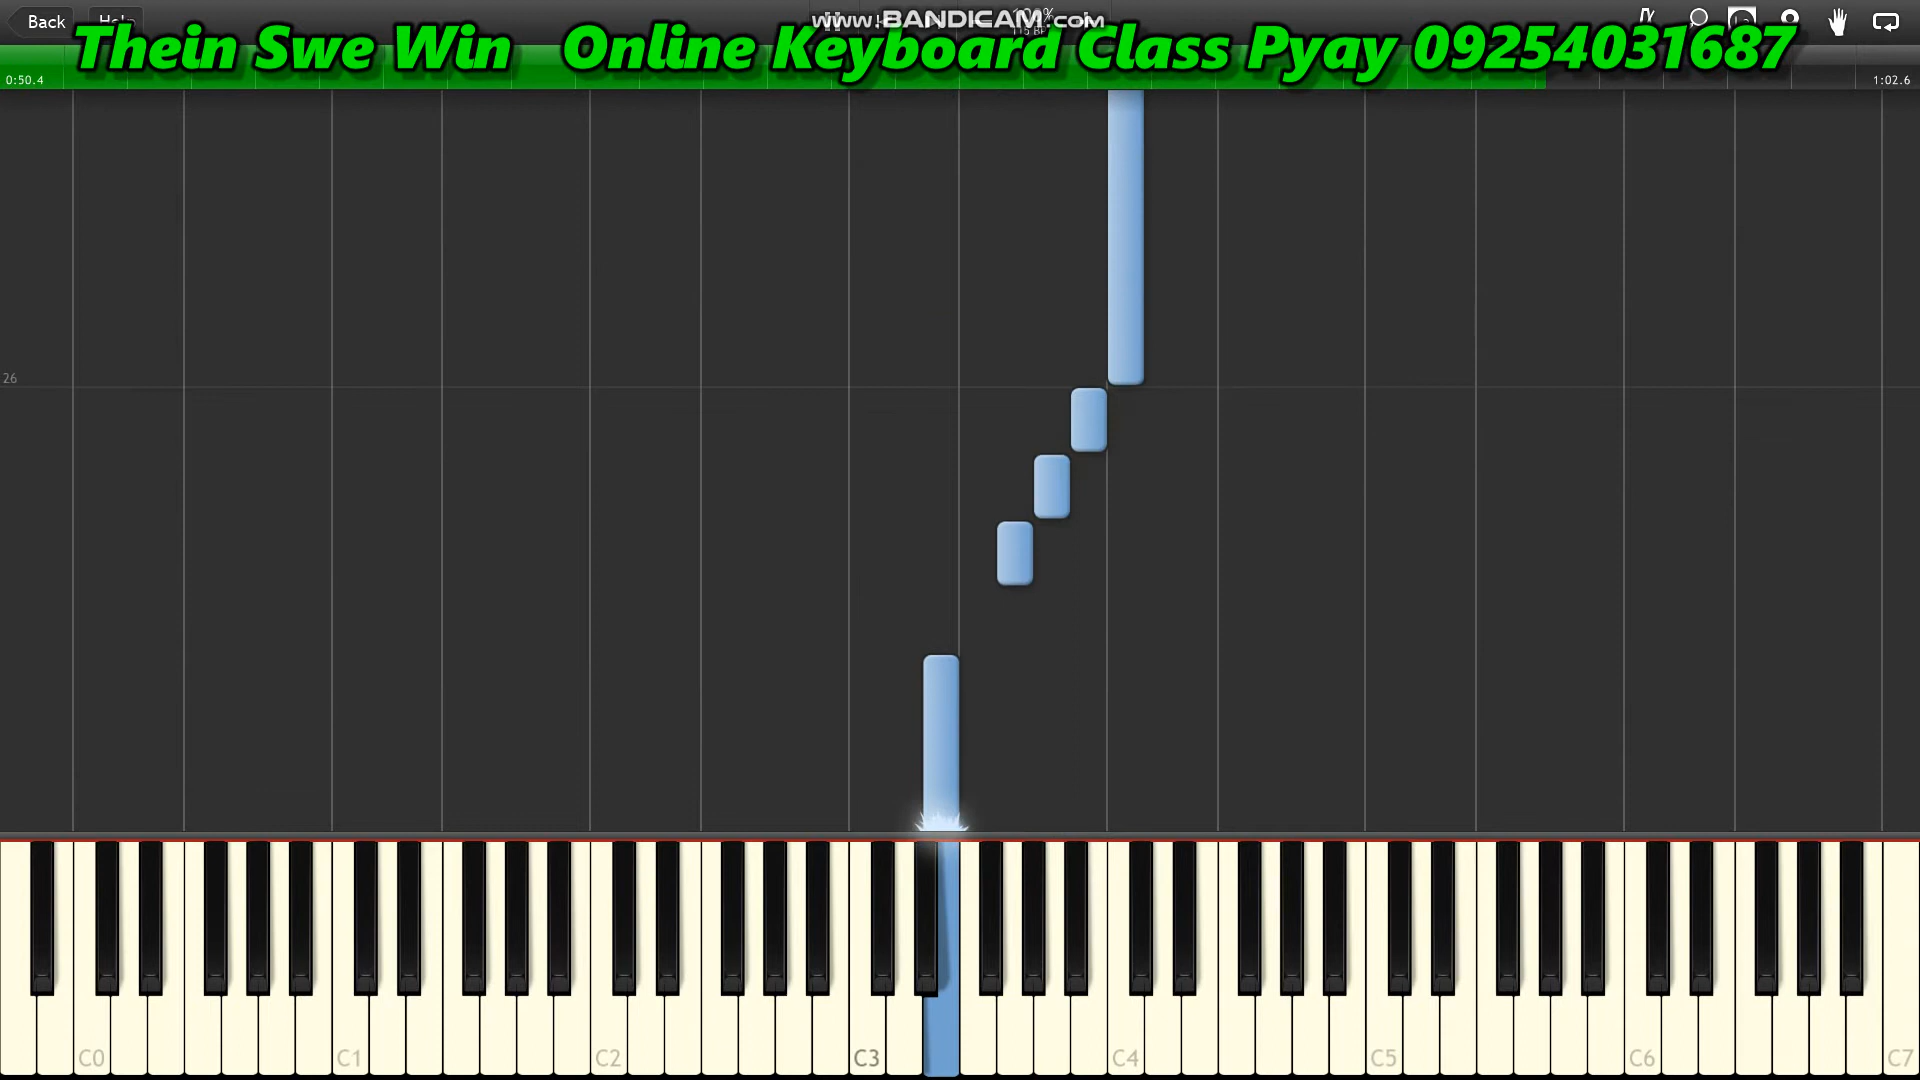 Back
www.BANDICAM.com
Thein Swe Win Online Keyboard Class Pyay 09254031687
0:50.4
1:02.6
26
C0 C1 C2 C3 C4 C5 C6 C7